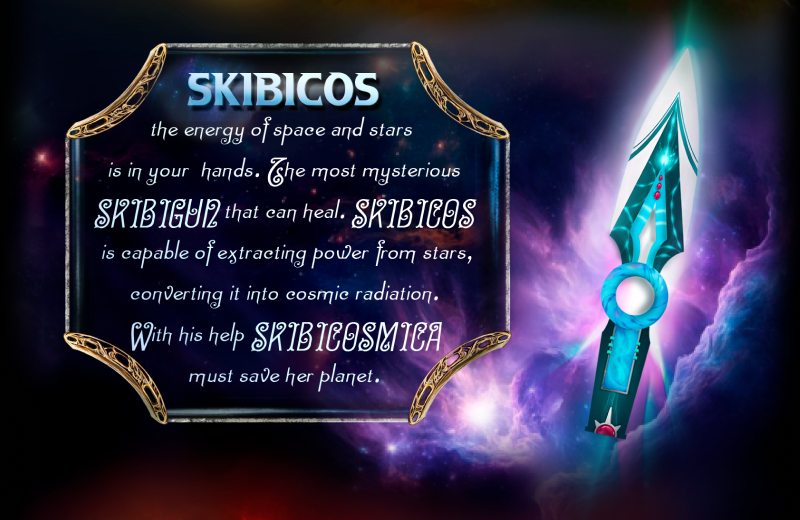 SKIBICOS
the energy of space and stars
is in your hands. The most mysterious
SKIBIGUN that can heal. SKIBICOS
is capable of extracting power from stars,
converting it into cosmic radiation.
With his help SKIBICOSMICA
must save her planet.